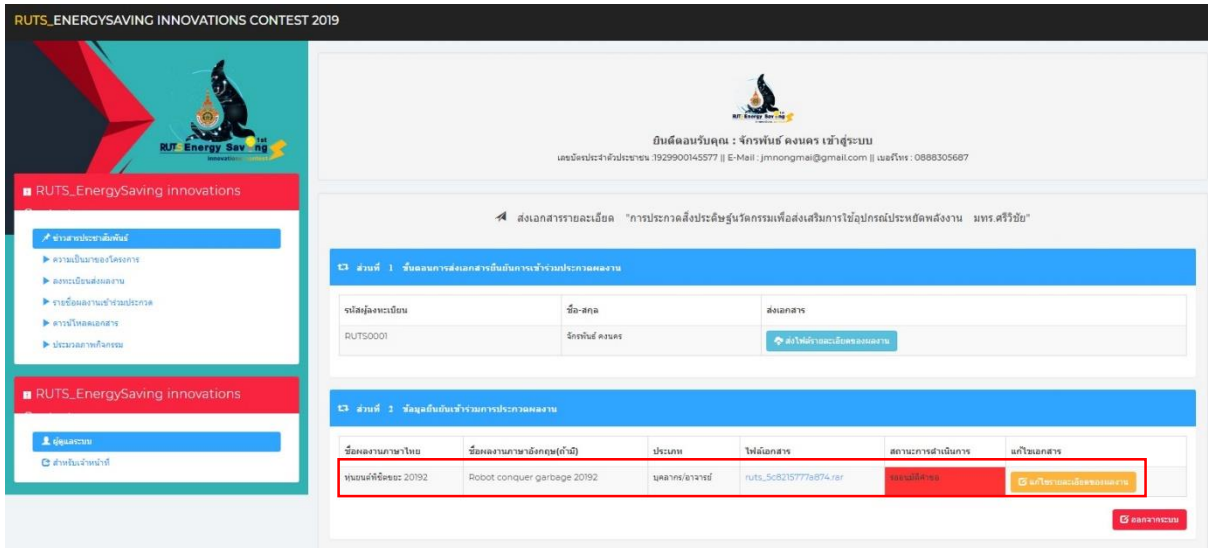 RUTS_ENERGYSAVING INNOVATIONS CONTEST 2019
RUTS Energy Saving 1st
RUTS_EnergySaving innovations
ข่าวสารประชาสัมพันธ์
ความเป็นมาของโครงการ
ลงทะเบียนส่งผลงาน
รายชื่อผลงานเข้าร่วมประกวด
ดาวน์โหลดเอกสาร
ประมวลภาพกิจกรรม
RUTS_EnergySaving innovations
ผู้ดูแลระบบ
สำหรับเจ้าหน้าที่
ยินดีตอนรับคุณ : จักรพันธ์ คงนคร เข้าสู่ระบบ
เลขบัตรประจำตัวประชาชน :1929900145577 || E-Mail : jmnongmai@gmail.com || เบอร์โทร : 0888305687
ส่งเอกสารรายละเอียด "การประกวดสิ่งประดิษฐ์นวัตกรรมเพื่อส่งเสริมการใช้อุปกรณ์ประหยัดพลังงาน มทร.ศรีวิชัย"
ส่วนที่ 1 ขั้นตอนการส่งเอกสารยืนยันการเข้าร่วมประกวดผลงาน
รหัสผู้ลงทะเบียน ชื่อ-สกุล ส่งเอกสาร
RUTS0001 จักรพันธ์ คงนคร ส่งไฟล์รายละเอียดของผลงาน
ส่วนที่ 2 ข้อมูลยืนยันเข้าร่วมการประกวดผลงาน
ชื่อผลงานภาษาไทย ชื่อผลงานภาษาอังกฤษ(ถ้ามี) ประเภท ไฟล์เอกสาร สถานะการดำเนินการ แก้ไขเอกสาร
หุ่นยนต์พิชิตขยะ 20192 Robot conquer garbage 20192 บุคลากร/อาจารย์ ruts_5c8215777a874.rar รออนุมัติคำขอ แก้ไขรายละเอียดของผลงาน
ออกจากระบบ